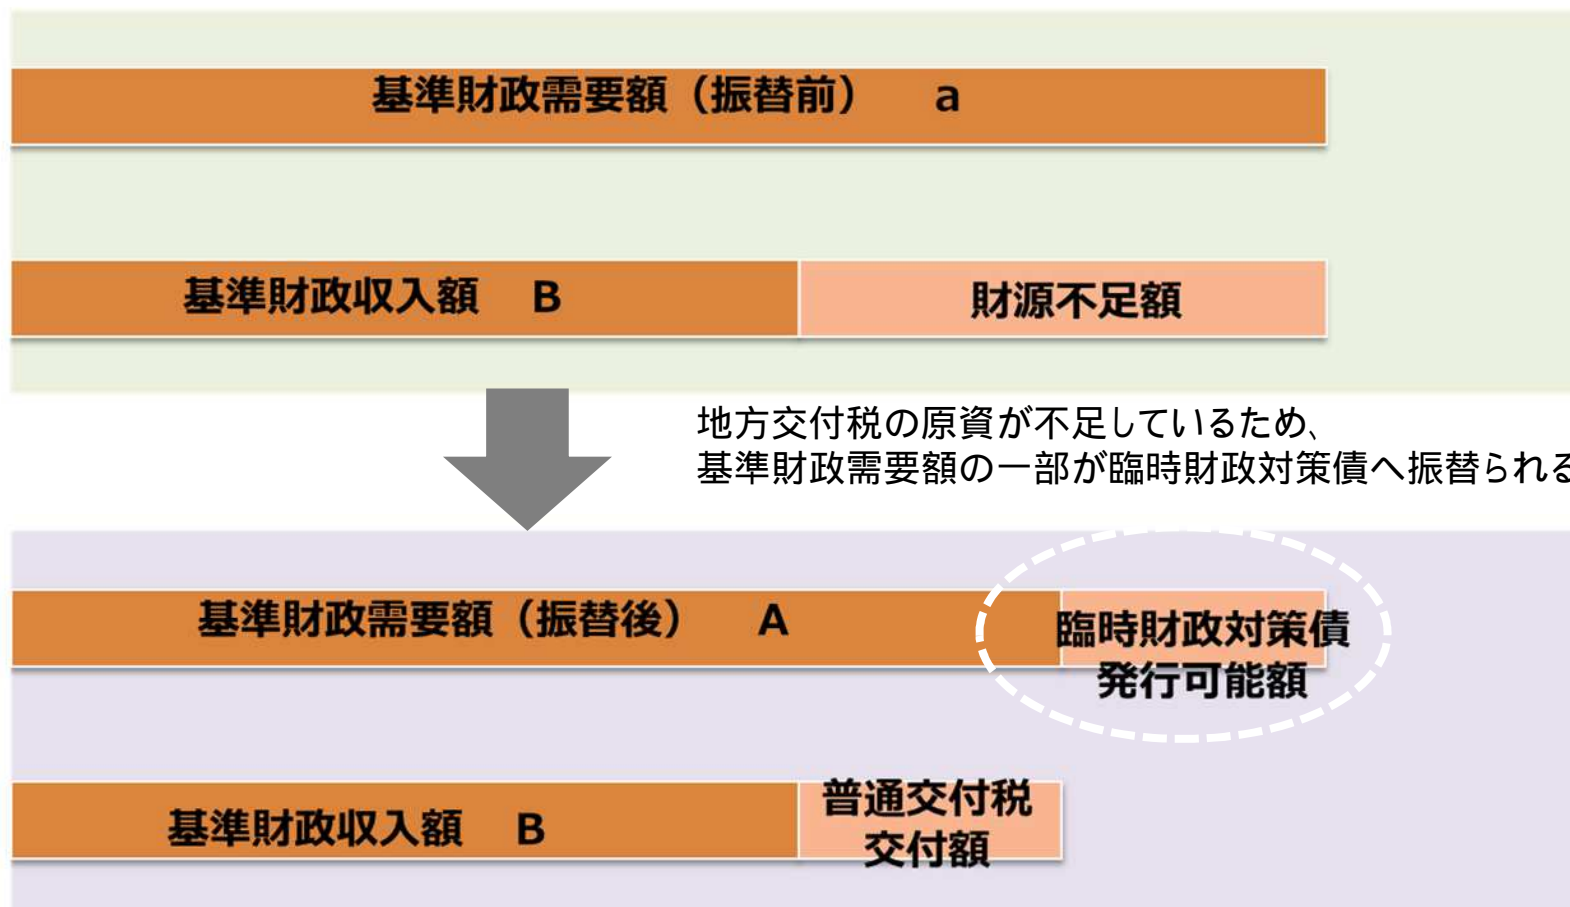 基準財政需要額（振替前）　a
基準財政収入額　B
財源不足額
地方交付税の原資が不足しているため、
基準財政需要額の一部が臨時財政対策債へ振替られる
基準財政需要額（振替後）　A
臨時財政対策債
発行可能額
基準財政収入額　B
普通交付税
交付額